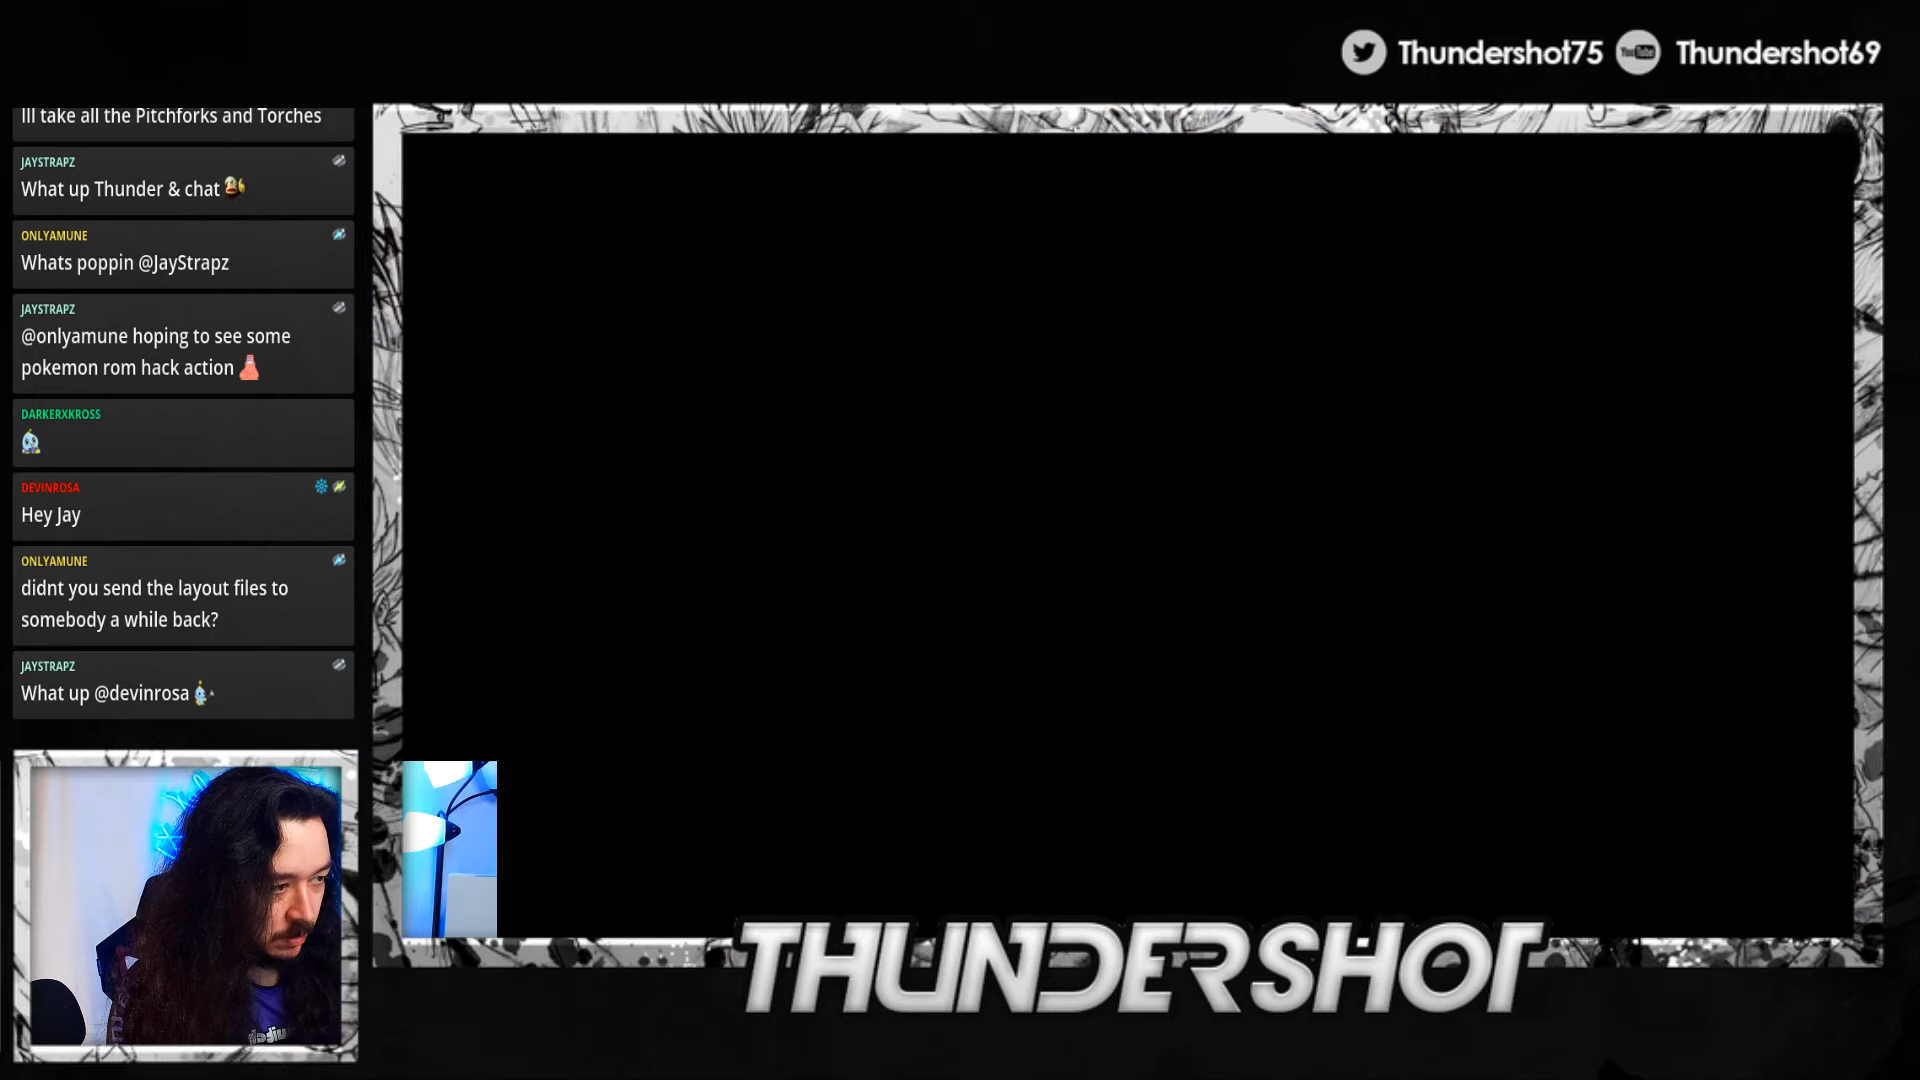 Thundershot75
YouTube
Thundershot69
Ill take all the Pitchforks and Torches
JAYSTRAPZ
What up Thunder & chat
ONLYAMUNE
Whats poppin @JayStrapz
JAYSTRAPZ
@onlyamune hoping to see some
pokemon rom hack action
DARKERXKROSS
DEVINROSA
Hey Jay
ONLYAMUNE
didnt you send the layout files to
somebody a while back?
JAYSTRAPZ
What up @devinrosa
THUNDERSHOT